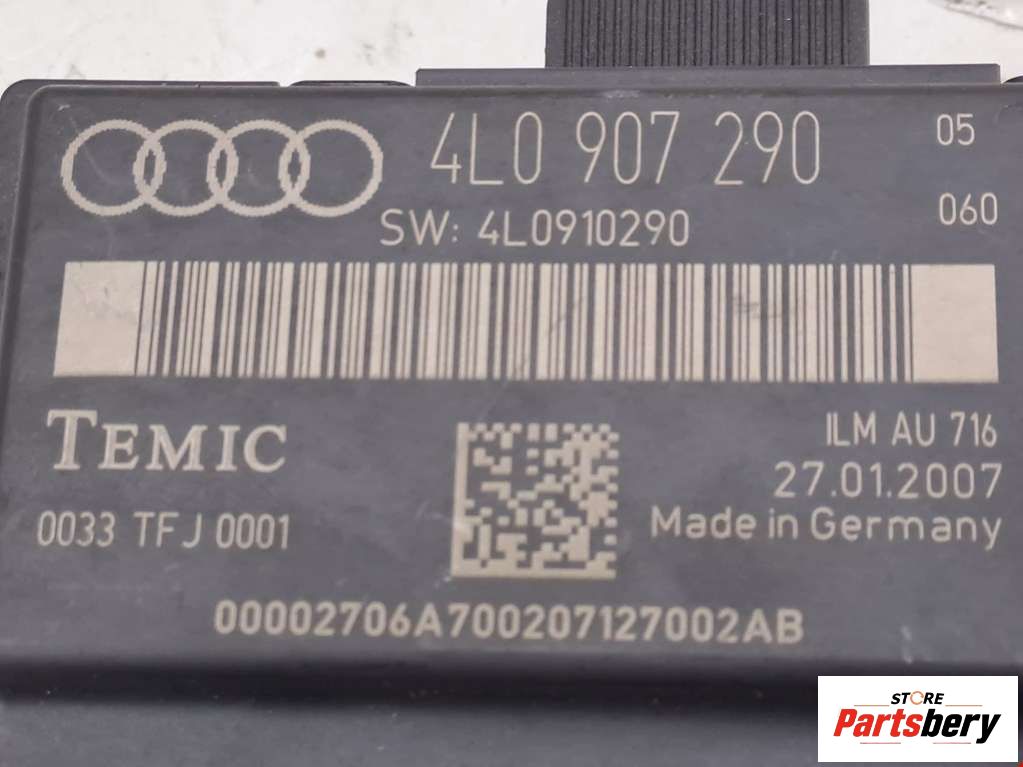 4L0 907 290 05
SW: 4L0910290 060
TEMIC
ILM AU 716
27.01.2007
0033 TFJ 0001
Made in Germany
00002706A700207127002AB
STORE
Partsbery